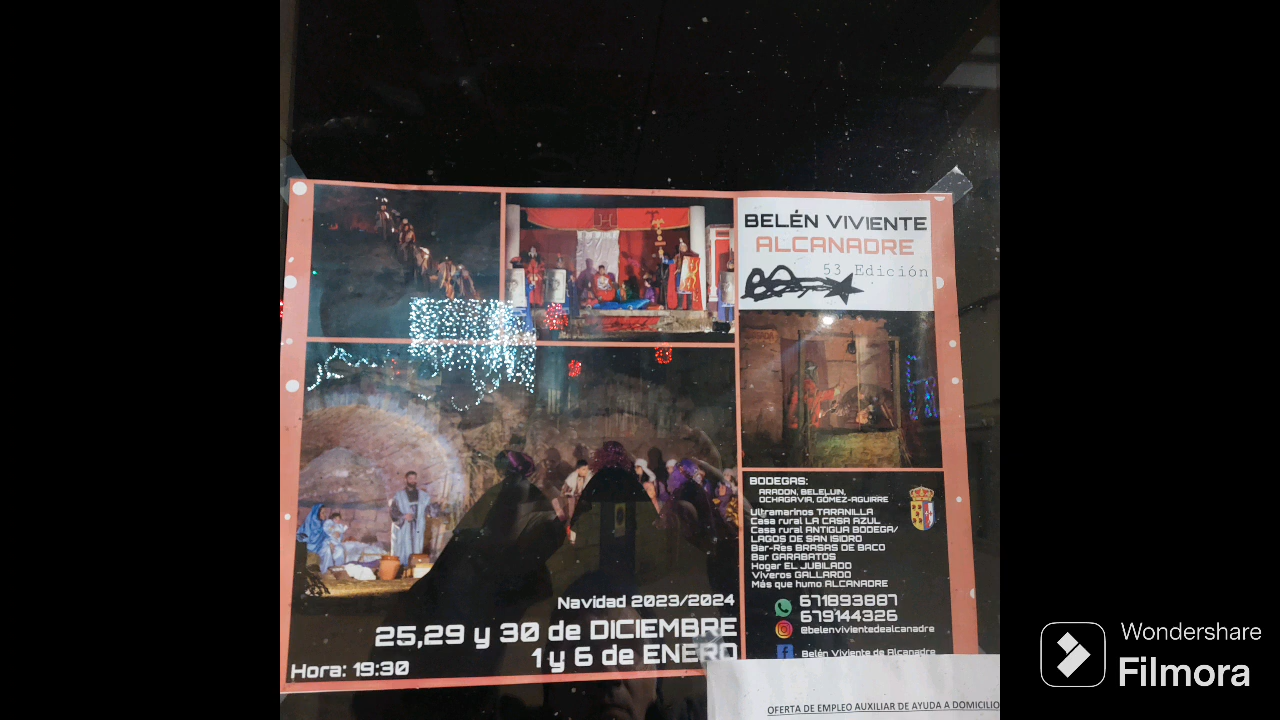 BELÉN VIVIENTE
ALCANADRE
53 Edición
BODEGAS:
ARADON, BELELUIN,
OCHAGAVIA, GÓMEZ-AGUIRRE
Ultramarinos TARANILLA
Casa rural LA CASA AZUL
Casa rural ANTIGUA BODEGA/
LAGOS DE SAN ISIDRO
Bar-Res BRASAS DE BACO
Bar GARABATOS
Hogar EL JUBILADO
Viveros GALLARDO
Más que humo ALCANADRE
671893887
679144326
@belenvivientedealcanadre
Belén Viviente de Alcanadre
Navidad 2023/2024
25,29 y 30 de DICIEMBRE
1 y 6 de ENERO
Hora: 19:30
OFERTA DE EMPLEO AUXILIAR DE AYUDA A DOMICILIO
Wondershare
Filmora